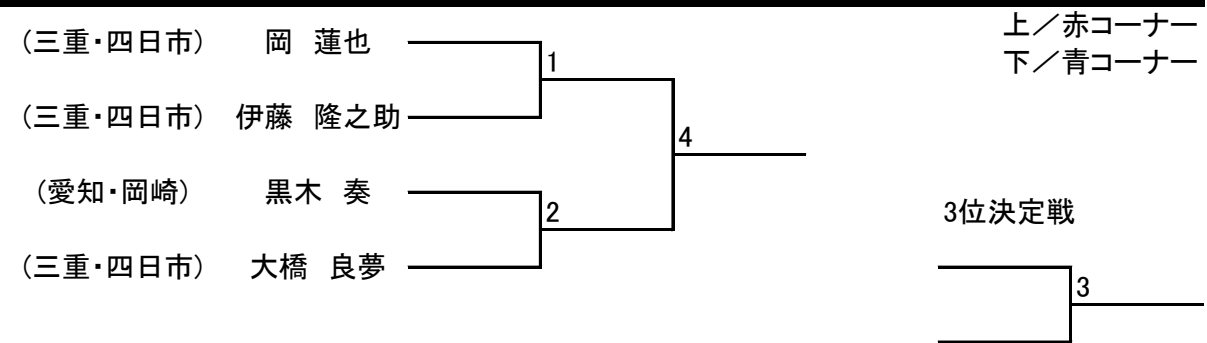 上／赤コーナー
下／青コーナー
（三重・四日市）　岡 蓮也
1
（三重・四日市）　伊藤 隆之助
4
（愛知・岡崎）　黒木 奏
2
3位決定戦
（三重・四日市）　大橋 良夢
3